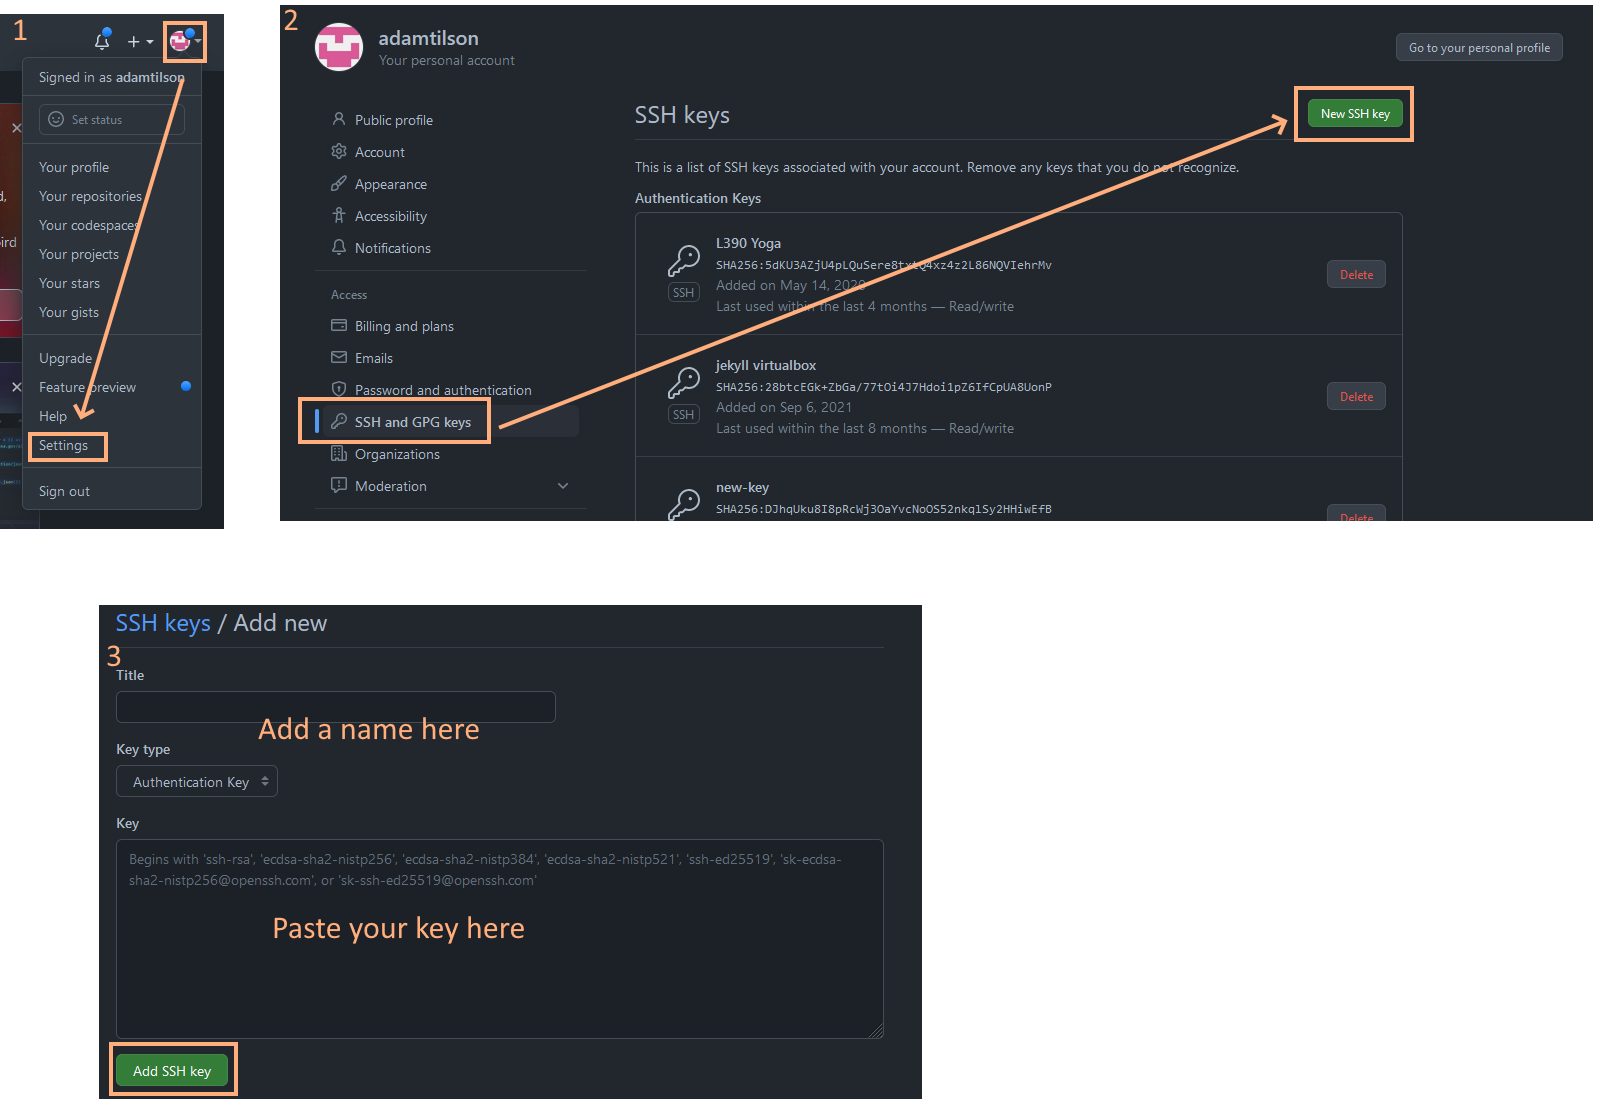 1
Signed in as adamtilson
Set status
Your profile
Your repositories
Your codespaces
Your projects
Your stars
Your gists
Upgrade
Feature preview
Help
Settings
Sign out
2
adamtilson
Your personal account
Go to your personal profile
Public profile
Account
Appearance
Accessibility
Notifications
Access
Billing and plans
Emails
Password and authentication
SSH and GPG keys
Organizations
Moderation
SSH keys
New SSH key
This is a list of SSH keys associated with your account. Remove any keys that you do not recognize.
Authentication Keys
L390 Yoga
SHA256:5dKU3AZjU4pLQuSere8txtQ4xz4z2L86NQVIehrMv
Added on May 14, 2020
Last used within the last 4 months — Read/write
SSH
Delete
jekyll virtualbox
SHA256:28btcEGk+ZbGa/77tOi4J7Hdoi1pZ6IfCpUA8UonP
Added on Sep 6, 2021
Last used within the last 8 months — Read/write
SSH
Delete
new-key
SHA256:DJhqUku8I8pRcWj3OaYvcNoOS52nkqlSy2HHiwEfB
Delete
SSH keys / Add new
3
Title
Add a name here
Key type
Authentication Key
Key
Begins with 'ssh-rsa', 'ecdsa-sha2-nistp256', 'ecdsa-sha2-nistp384', 'ecdsa-sha2-nistp521', 'ssh-ed25519', 'sk-ecdsa-
sha2-nistp256@openssh.com', or 'sk-ssh-ed25519@openssh.com'
Paste your key here
Add SSH key